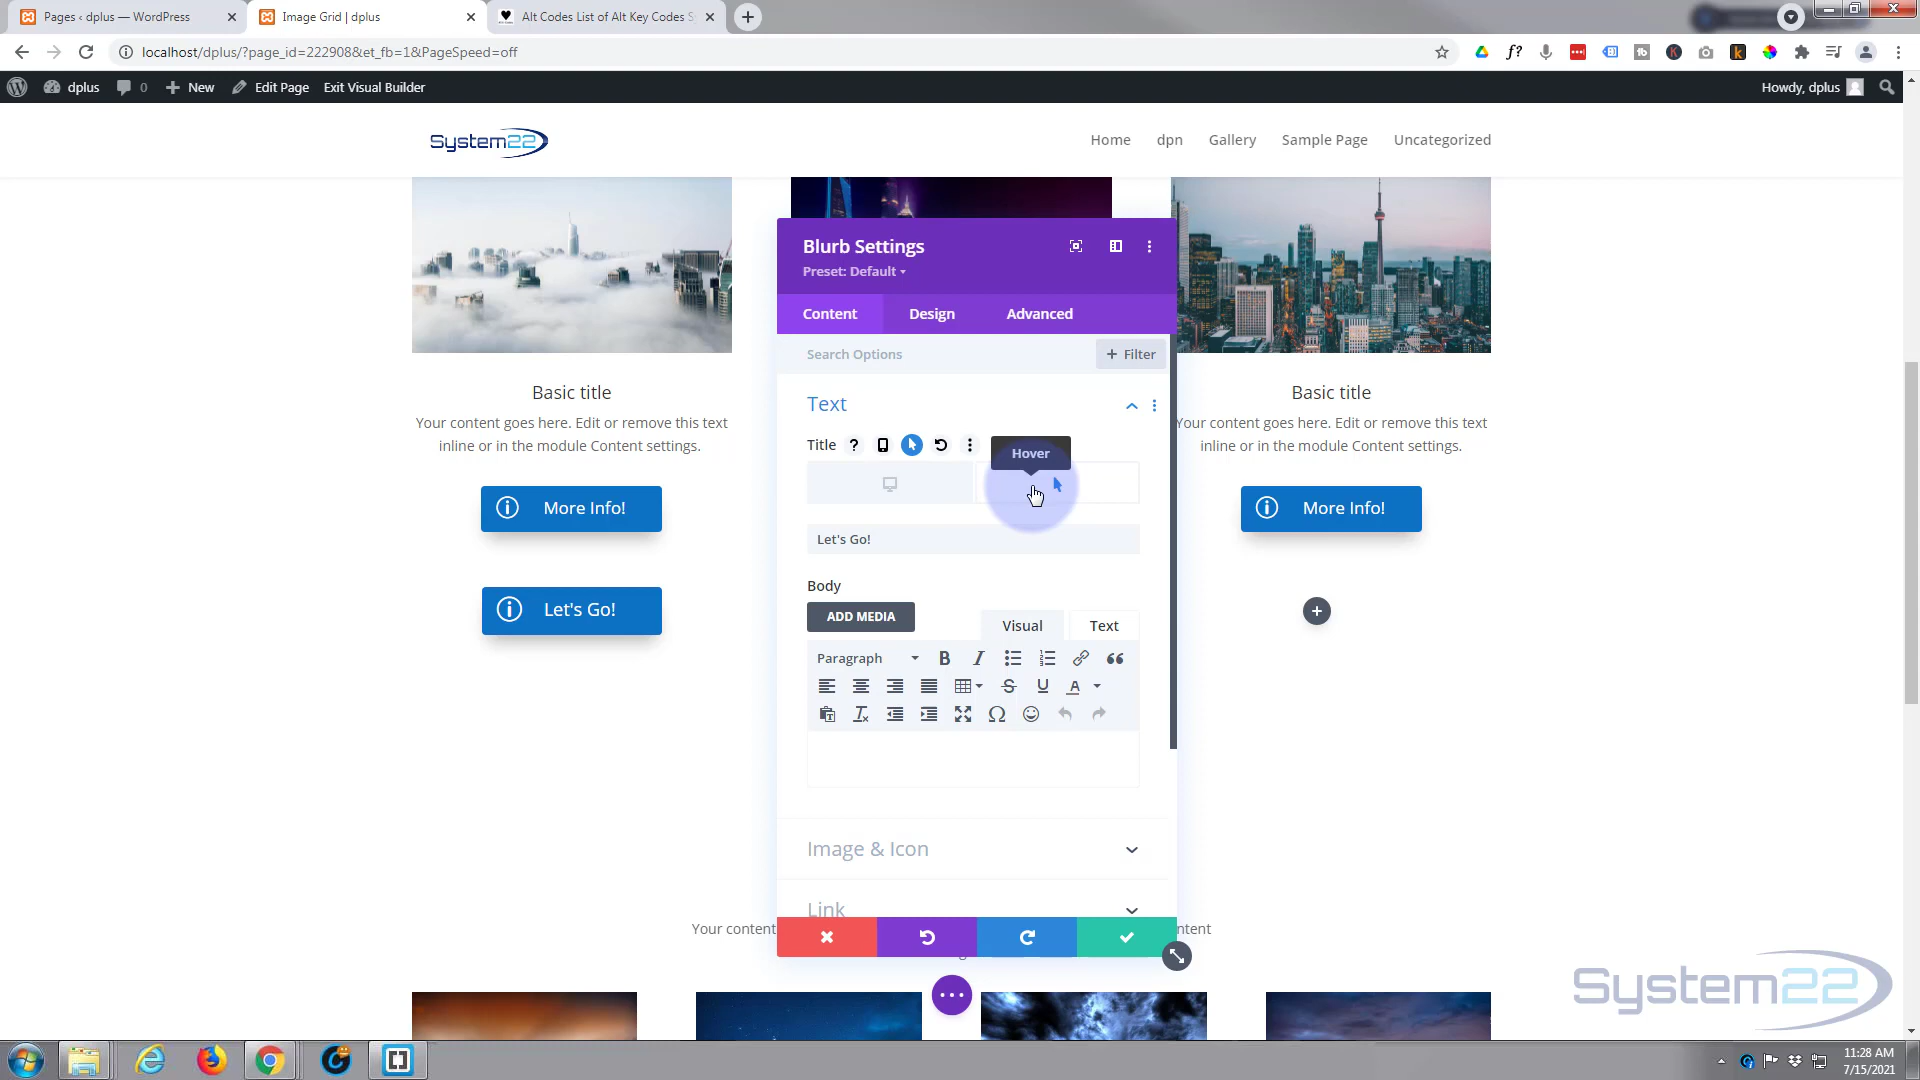 Pages ‹ dplus — WordPress
Image Grid | dplus
Alt Codes List of Alt Key Codes S
localhost/dplus/?page_id=222908&et_fb=1&PageSpeed=off
dplus
0
New
Edit Page
Exit Visual Builder
Howdy, dplus
System22
Home
dpn
Gallery
Sample Page
Uncategorized
Blurb Settings
Preset: Default
Content
Design
Advanced
Search Options
+ Filter
Text
Title
Hover
Let's Go!
Body
ADD MEDIA
Visual
Text
Paragraph
Image & Icon
Link
Basic title
Your content goes here. Edit or remove this text
inline or in the module Content settings.
More Info!
Let's Go!
Basic title
Your content goes here. Edit or remove this text
inline or in the module Content settings.
More Info!
Your content
ntent
System22
11:28 AM
7/15/2021